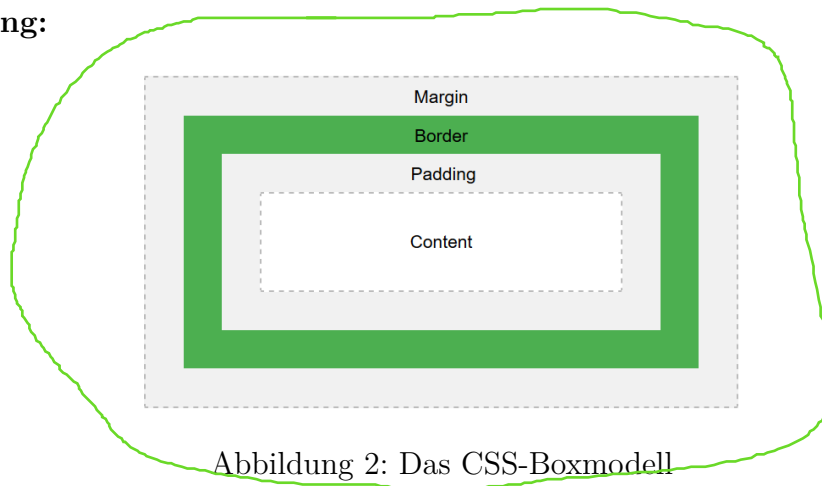 ng:
Margin
Border
Padding
Content
Abbildung 2: Das CSS-Boxmodell